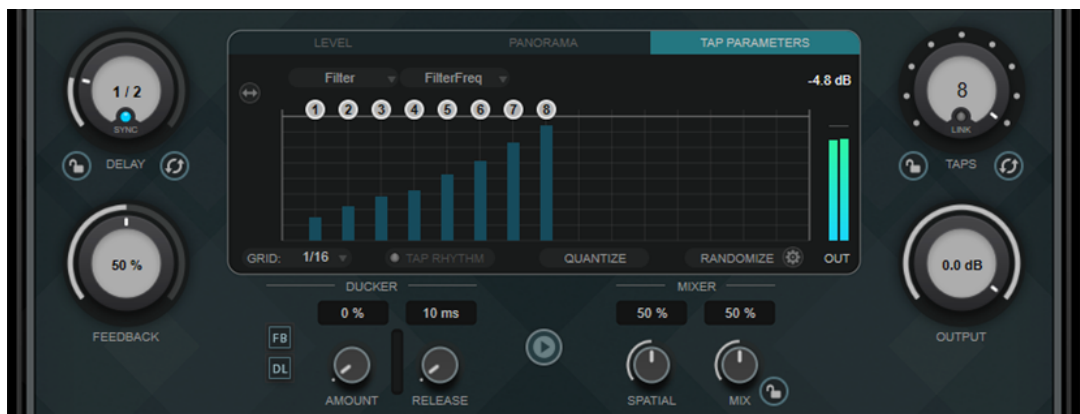 LEVEL PANORAMA TAP PARAMETERS
Filter FilterFreq -4.8 dB
1 / 2
SYNC
8
LINK
1 2 3 4 5 6 7 8
DELAY
TAPS
GRID: 1/16 TAP RHYTHM QUANTIZE RANDOMIZE OUT
50 %
FEEDBACK
0.0 dB
OUTPUT
DUCKER
0 % 10 ms
FB
DL
AMOUNT RELEASE
MIXER
50 % 50 %
SPATIAL MIX